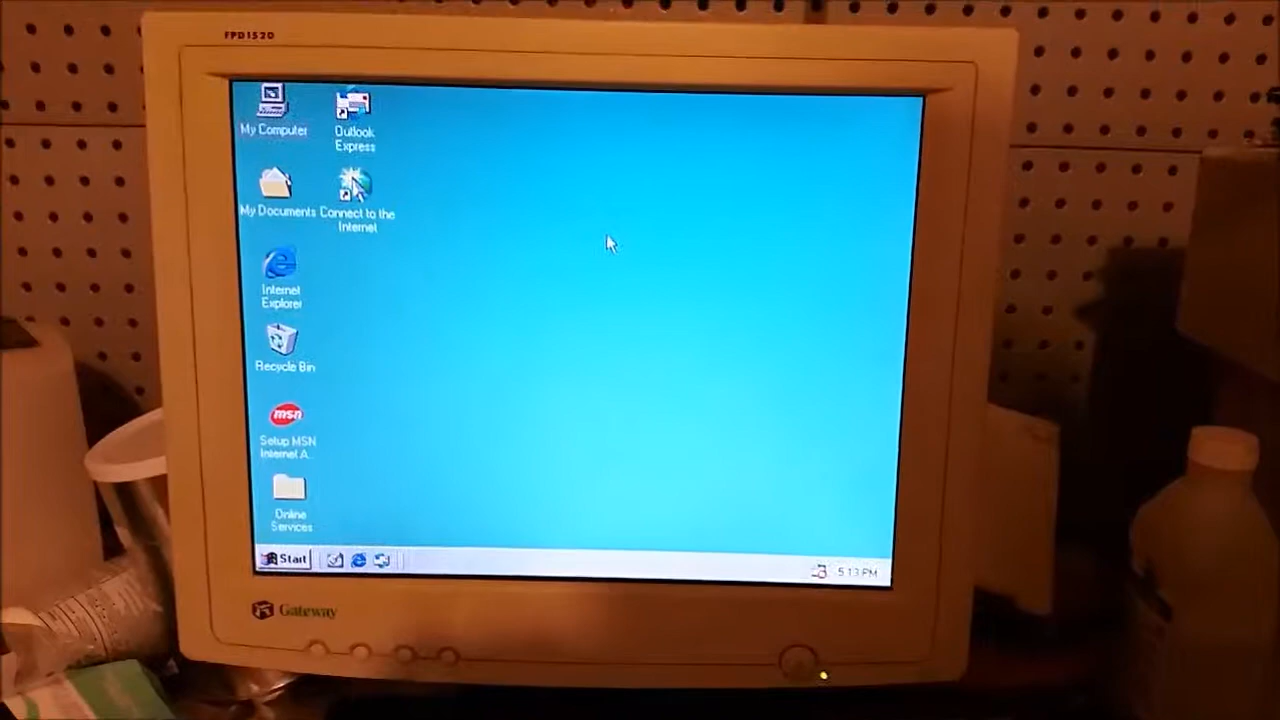 FPD1520
My Computer
Outlook
Express
My Documents
Connect to the
Internet
Internet
Explorer
Recycle Bin
msn
Setup MSN
Internet A...
Online
Services
Start
5:13 PM
Gateway